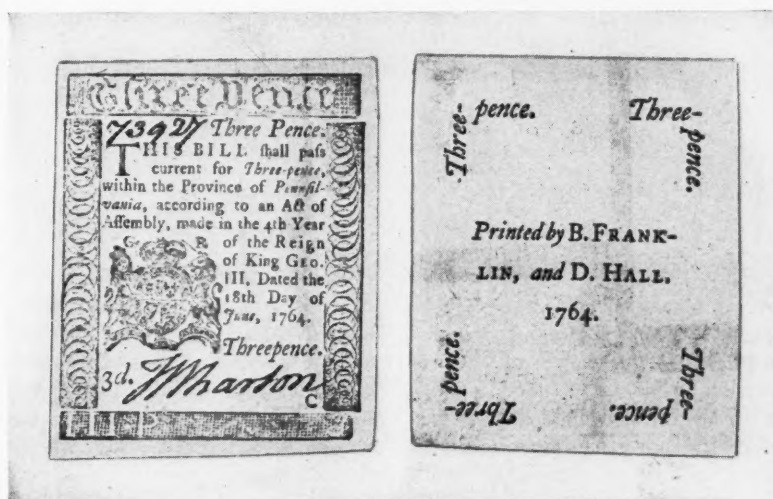 Three Pence
73927 Three Pence.
THIS BILL shall pass
current for Three-pence,
within the Province of Pennsil-
vania, according to an Act of
Assembly, made in the 4th Year
G. R. of the Reign
of King GEO.
III. Dated the
18th Day of
June, 1764.
Threepence.
3d. Wharton
C
Three-
pence.
Three-
pence.
Printed by B. FRANK-
LIN, and D. HALL.
1764.
Three-
pence.
Three-
pence.